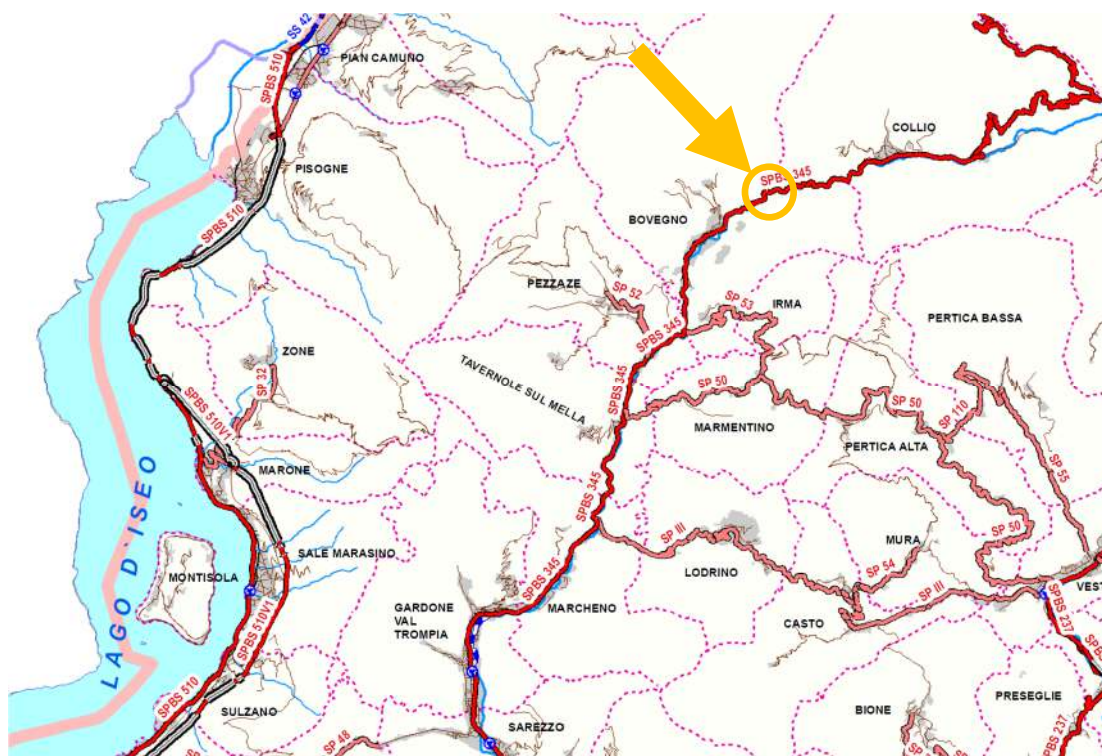 SS 42
PIAN CAMUNO
SPBS 510
COLLIO
PISOGNE
SPBS 345
BOVEGNO
SPBS 510
PEZZAZE
SP 52
SP 53
IRMA
PERTICA BASSA
ZONE
SPBS 345
SP 32
TAVERNOLE SUL MELLA
SPBS 345
SP 50
SP 50
SP 110
MARMENTINO
PERTICA ALTA
SPBS 510V1
MARONE
SP 55
LAGO D'ISEO
SPBS 345
SP 50
SALE MARASINO
SP III
MURA
MONTISOLA
LODRINO
SP 54
VEST
SPBS 345
GARDONE
VAL
TROMPIA
MARCHENO
SP III
CASTO
SPBS 237
SPBS 510V1
SPBS
PRESEGLIE
SPBS 510
SULZANO
BIONE
SAREZZO
SP 48
237
SP